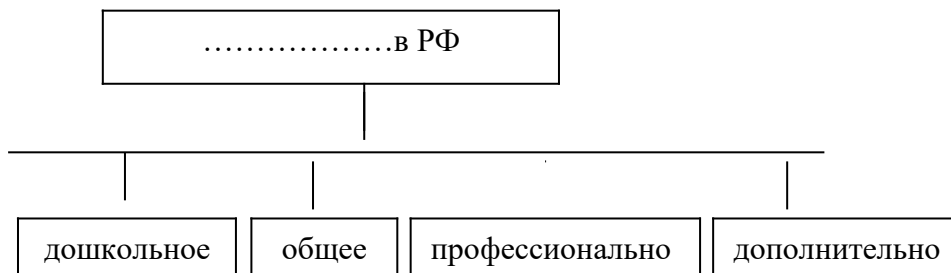 ………………в РФ
дошкольное общее профессионально дополнительно